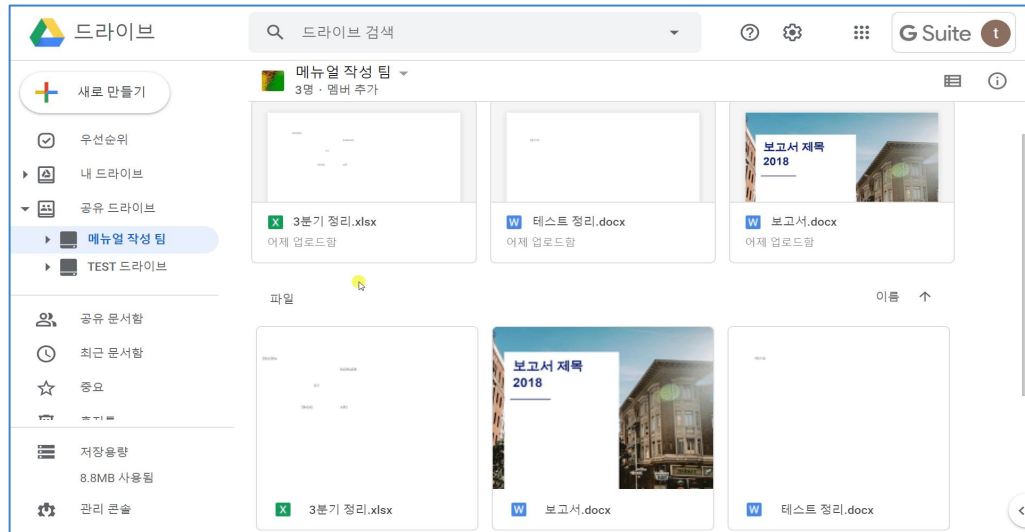 드라이브
드라이브 검색
G Suite
t
새로 만들기
메뉴얼 작성 팀
3명 · 멤버 추가
우선순위
내 드라이브
공유 드라이브
메뉴얼 작성 팀
TEST 드라이브
공유 문서함
최근 문서함
중요
저장용량
8.8MB 사용됨
관리 콘솔
보고서 제목
2018
X 3분기 정리.xlsx
어제 업로드함
W 테스트 정리.docx
어제 업로드함
W 보고서.docx
어제 업로드함
파일
이름
보고서 제목
2018
X 3분기 정리.xlsx
W 보고서.docx
W 테스트 정리.docx